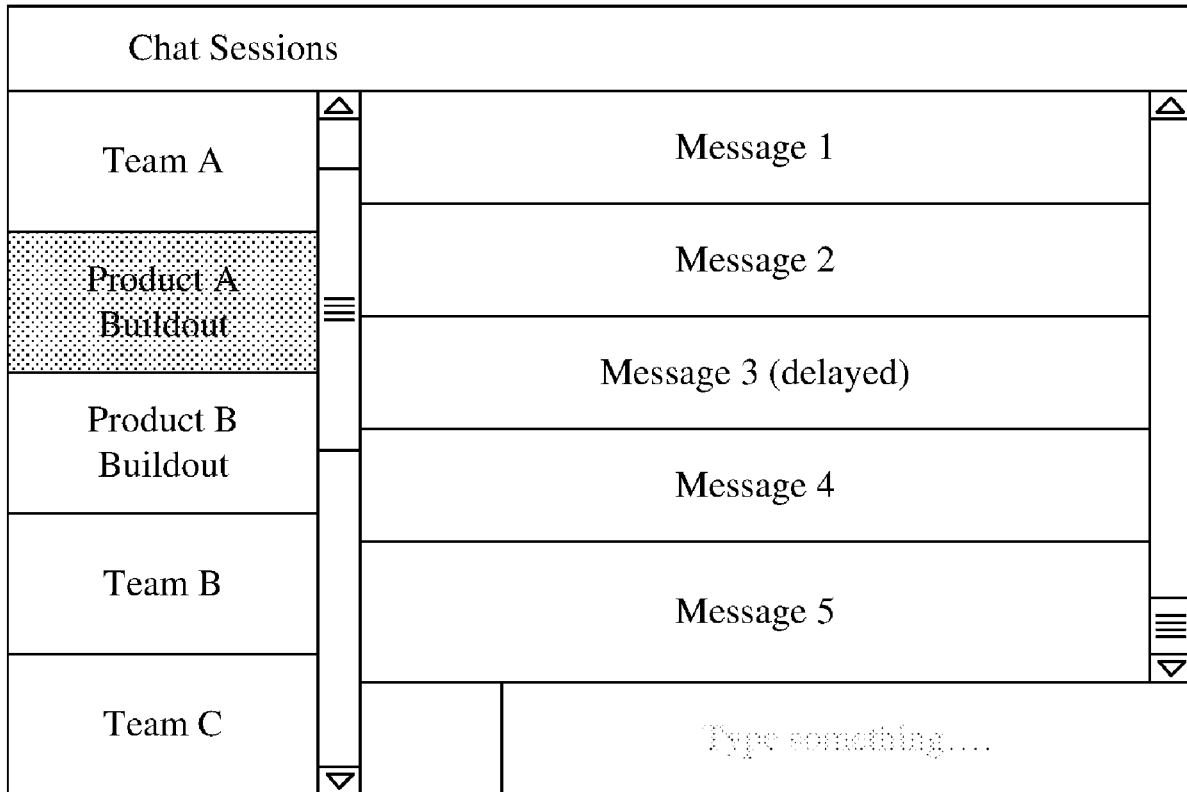 Chat Sessions
Team A
Product A
Buildout
Product B
Buildout
Team B
Team C
Message 1
Message 2
Message 3 (delayed)
Message 4
Message 5
Type something....